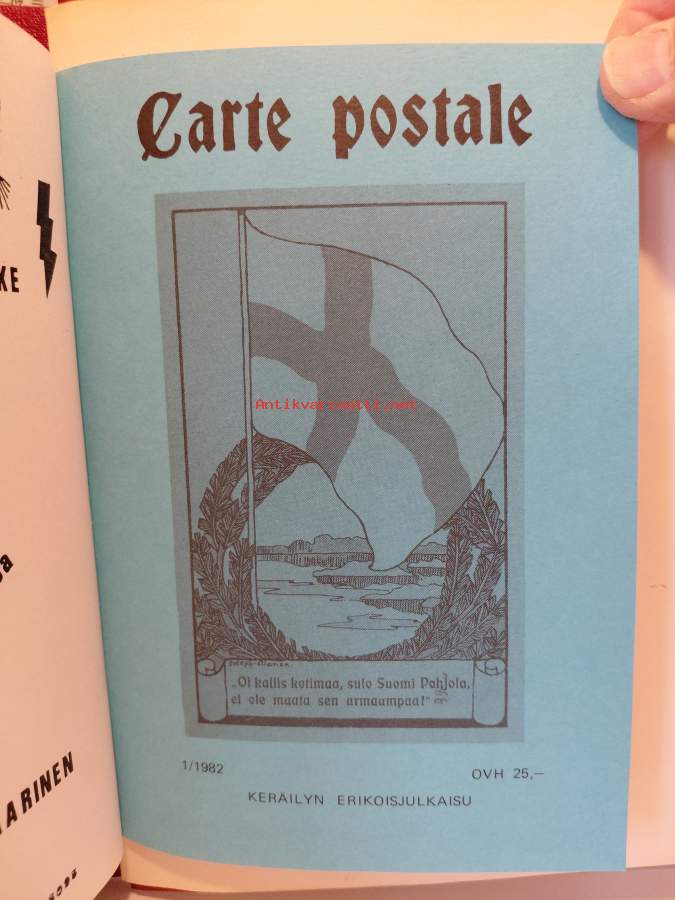 Carte postale
Antikvariaatti.net
„Oi kallis kotimaa, sulo Suomi Pohjola,
ei ole maata sen armaampaa!"
1/1982
OVH 25,—
KERÄILYN ERIKOISJULKAISU
KE
ARINEN